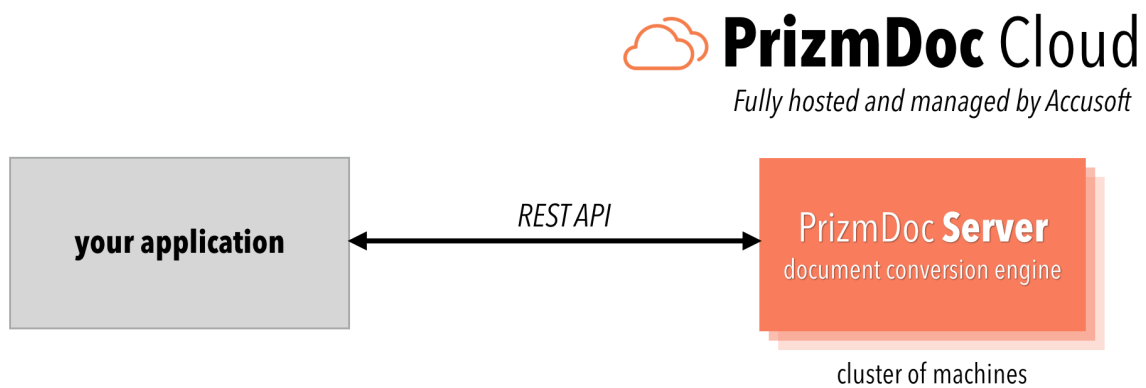 PrizmDoc Cloud
Fully hosted and managed by Accusoft
your application
REST API
PrizmDoc Server
document conversion engine
cluster of machines